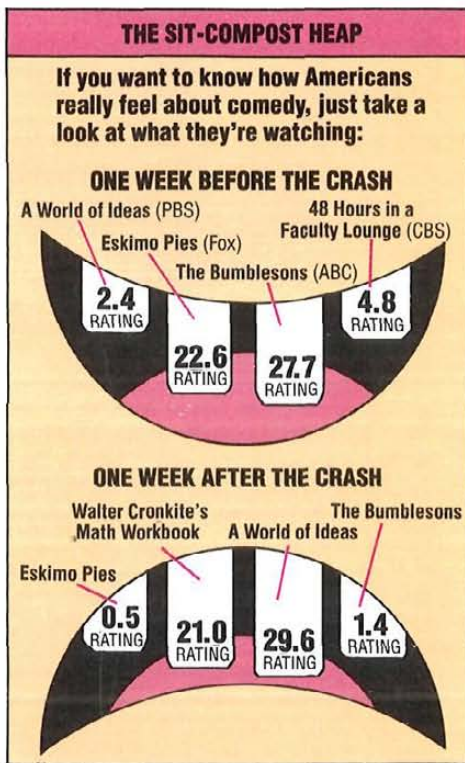 THE SIT-COMPOST HEAP
If you want to know how Americans
really feel about comedy, just take a
look at what they're watching:
ONE WEEK BEFORE THE CRASH
A World of Ideas (PBS)
Eskimo Pies (Fox)
The Bumblesons (ABC)
48 Hours in a
Faculty Lounge (CBS)
2.4
RATING
22.6
RATING
27.7
RATING
4.8
RATING
ONE WEEK AFTER THE CRASH
Eskimo Pies
Walter Cronkite's
Math Workbook
A World of Ideas
The Bumblesons
0.5
RATING
21.0
RATING
29.6
RATING
1.4
RATING